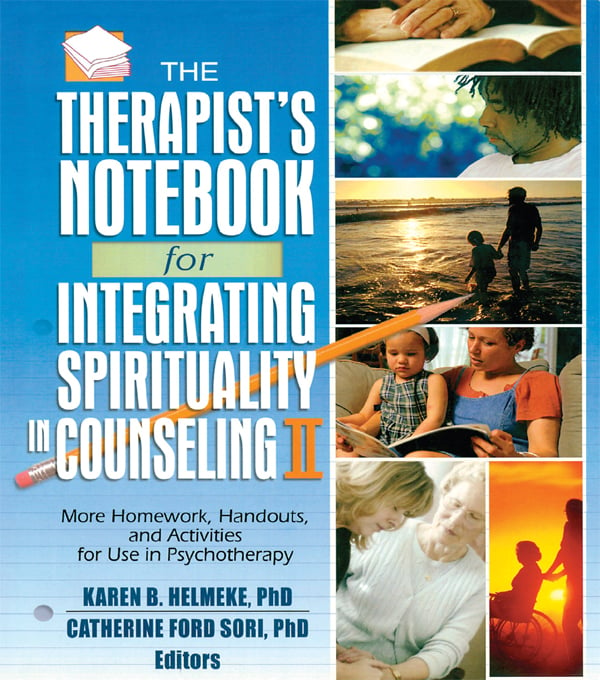 THE
THERAPIST'S
NOTEBOOK
for
INTEGRATING
SPIRITUALITY
IN COUNSELING II
More Homework, Handouts,
and Activities
for Use in Psychotherapy
KAREN B. HELMEKE, PhD
CATHERINE FORD SORI, PhD
Editors